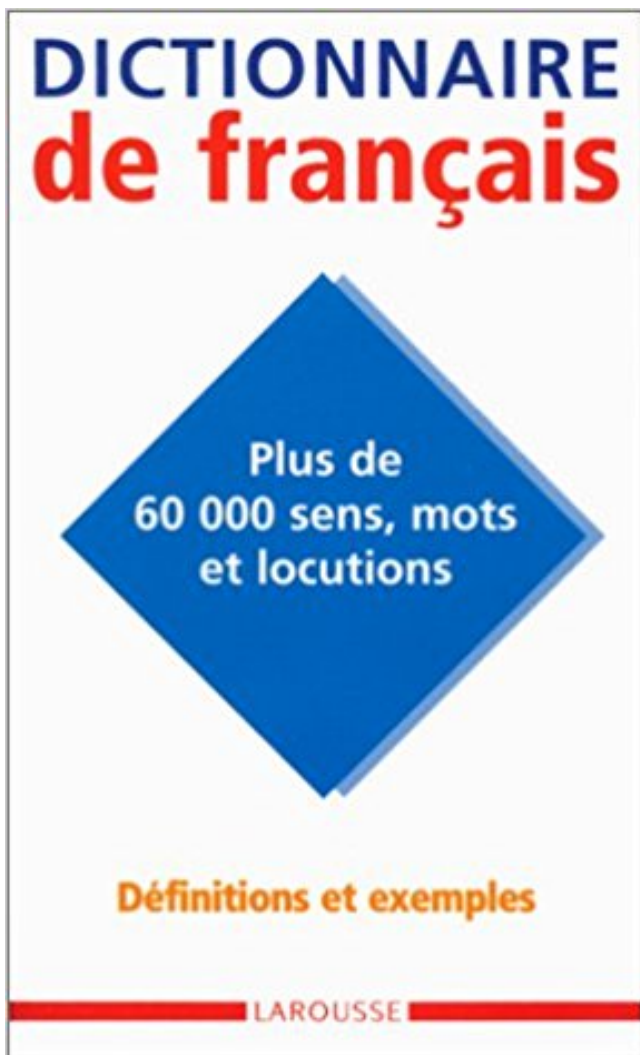 DICTIONNAIRE
de français
Plus de
60 000 sens, mots
et locutions
Définitions et exemples
LAROUSSE